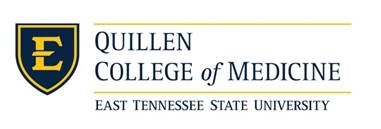 E
QUILLEN
COLLEGE of MEDICINE
EAST TENNESSEE STATE UNIVERSITY